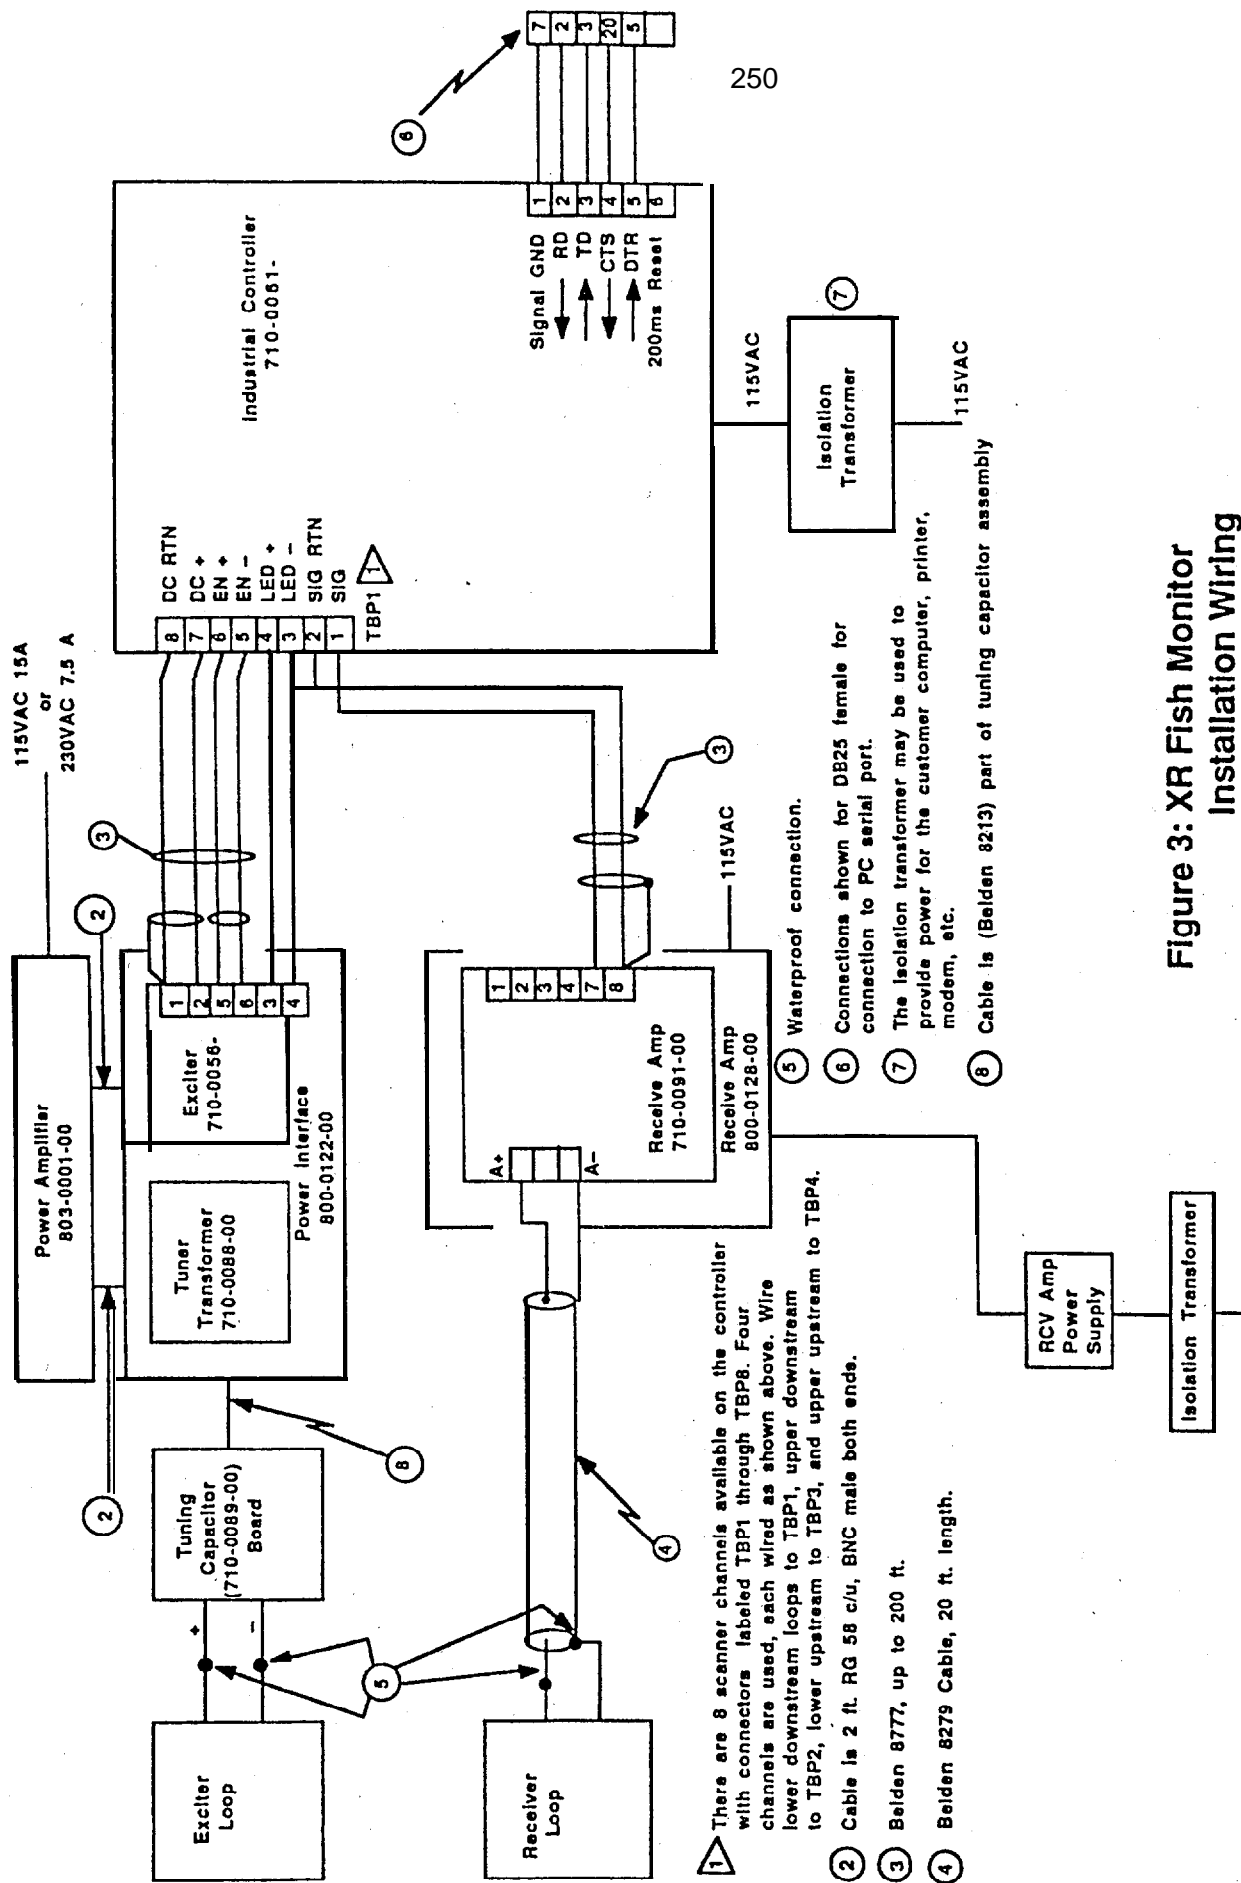 250
115VAC 15A
or
230VAC 7.5 A
Power Amplifier
803-0001-00
2
2
3
Exciter
Loop
+
–
Tuning
Capacitor
(710-0089-00)
Board
8
Tuner
Transformer
710-0088-00
Exciter
710-0056-
Power Interface
800-0122-00
1
2
5
6
3
4
8
7
6
5
4
3
2
1
DC RTN
DC +
EN +
EN –
LED +
LED –
SIG RTN
SIG
TBP1
1
Industrial Controller
710-0061-
Signal GND
RD
TD
CTS
DTR
200ms Reset
1
2
3
4
5
6
7
2
3
20
5
6
5
Receiver
Loop
4
A+
A–
1
2
3
4
7
8
Receive Amp
710-0091-00
Receive Amp
800-0128-00
3
115VAC
115VAC
Isolation
Transformer
7
115VAC
RCV Amp
Power
Supply
Isolation Transformer
1 There are 8 scanner channels available on the controller
with connectors labeled TBP1 through TBP8. Four
channels are used, each wired as shown above. Wire
lower downstream loops to TBP1, upper downstream
to TBP2, lower upstream to TBP3, and upper upstream to TBP4.
2 Cable is 2 ft. RG 58 c/u, BNC male both ends.
3 Belden 8777, up to 200 ft.
4 Belden 8279 Cable, 20 ft. length.
5 Waterproof connection.
6 Connections shown for DB25 female for
connection to PC serial port.
7 The isolation transformer may be used to
provide power for the customer computer, printer,
modem, etc.
8 Cable is (Belden 8213) part of tuning capacitor assembly
Figure 3: XR Fish Monitor
Installation Wiring